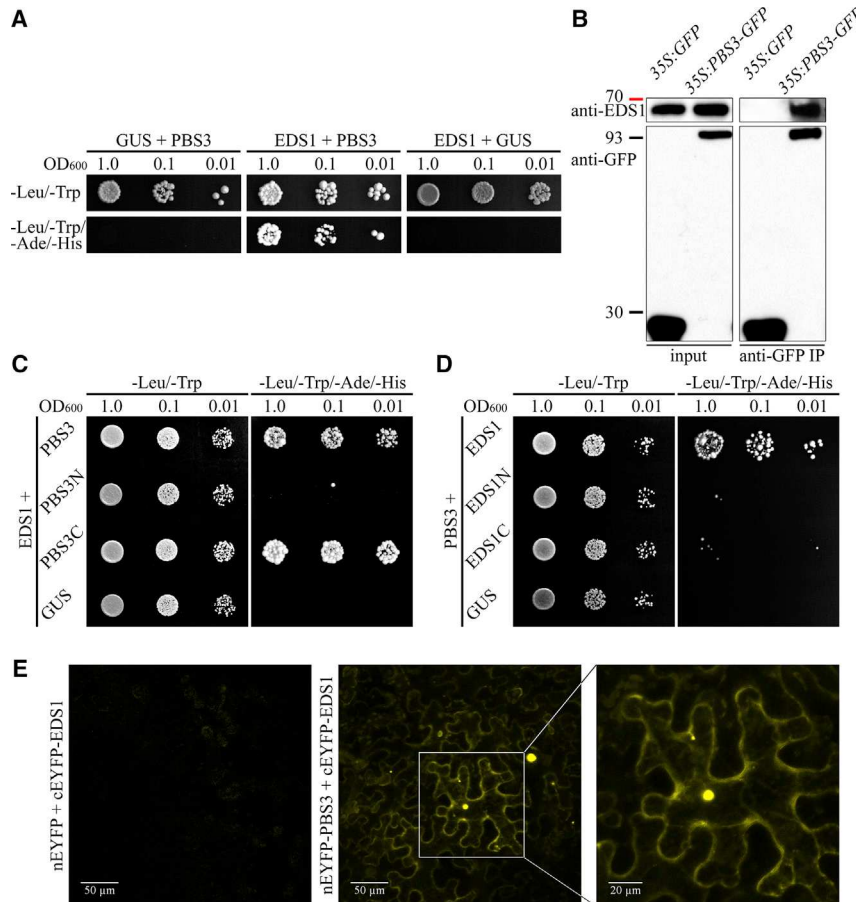 A
GUS + PBS3 EDS1 + PBS3 EDS1 + GUS
OD600 1.0 0.1 0.01 1.0 0.1 0.01 1.0 0.1 0.01
-Leu/-Trp
-Leu/-Trp/
-Ade/-His
B
35S:GFP 35S:PBS3-GFP 35S:GFP 35S:PBS3-GFP
70
anti-EDS1
93
anti-GFP
30
input anti-GFP IP
C
-Leu/-Trp -Leu/-Trp/-Ade/-His
OD600 1.0 0.1 0.01 1.0 0.1 0.01
EDS1 +
PBS3
PBS3N
PBS3C
GUS
D
-Leu/-Trp -Leu/-Trp/-Ade/-His
OD600 1.0 0.1 0.01 1.0 0.1 0.01
PBS3 +
EDS1
EDS1N
EDS1C
GUS
E
nEYFP + cEYFP-EDS1
50 µm
nEYFP-PBS3 + cEYFP-EDS1
50 µm
20 µm